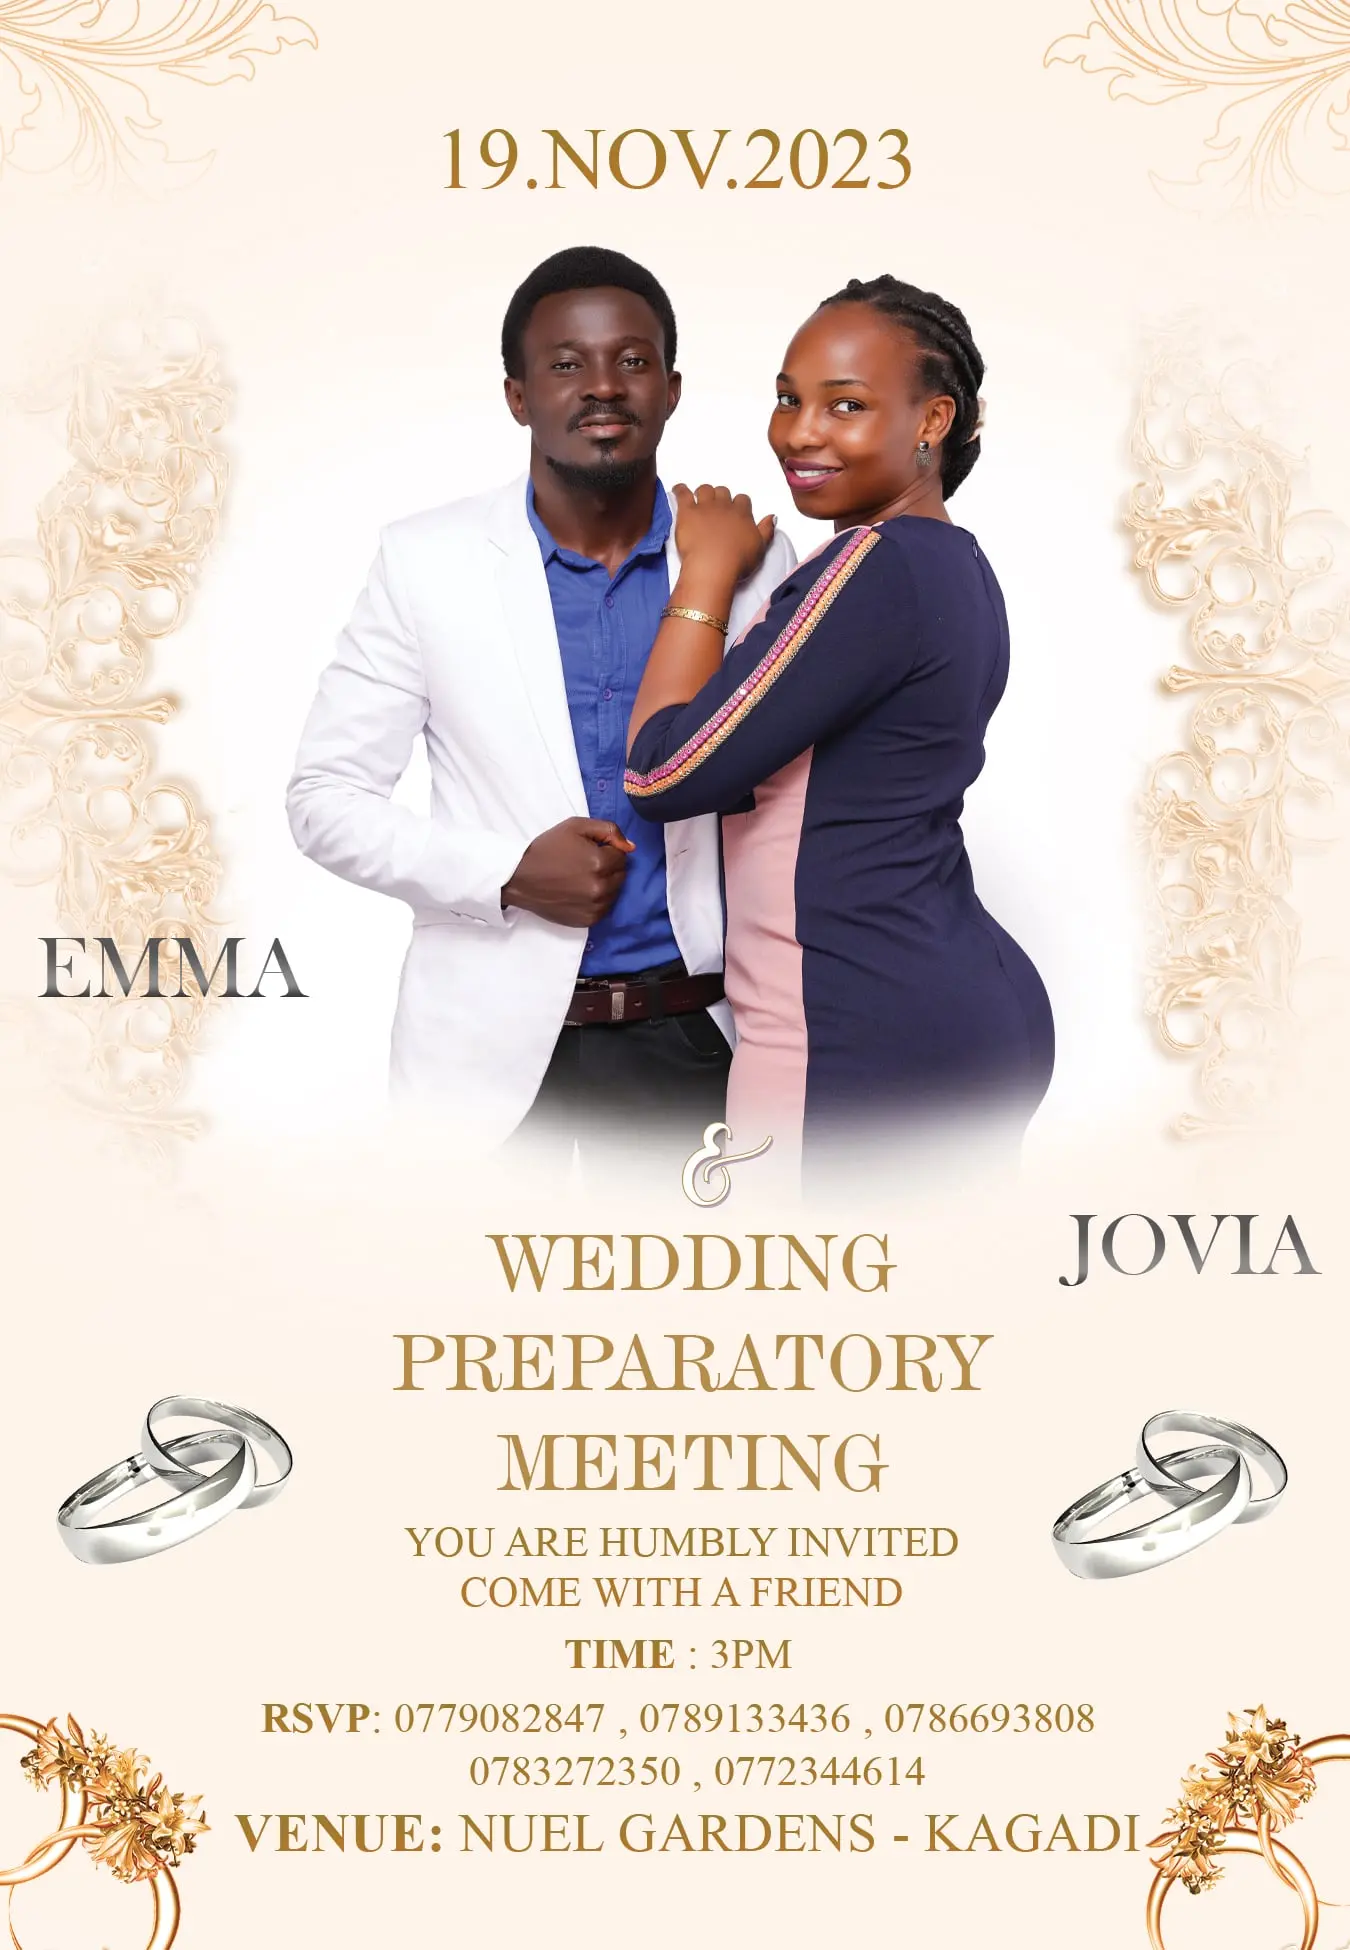 19.NOV.2023
EMMA
&
JOVIA
WEDDING
PREPARATORY
MEETING
YOU ARE HUMBLY INVITED
COME WITH A FRIEND
TIME : 3PM
RSVP: 0779082847 , 0789133436 , 0786693808
0783272350 , 0772344614
VENUE: NUEL GARDENS - KAGADI